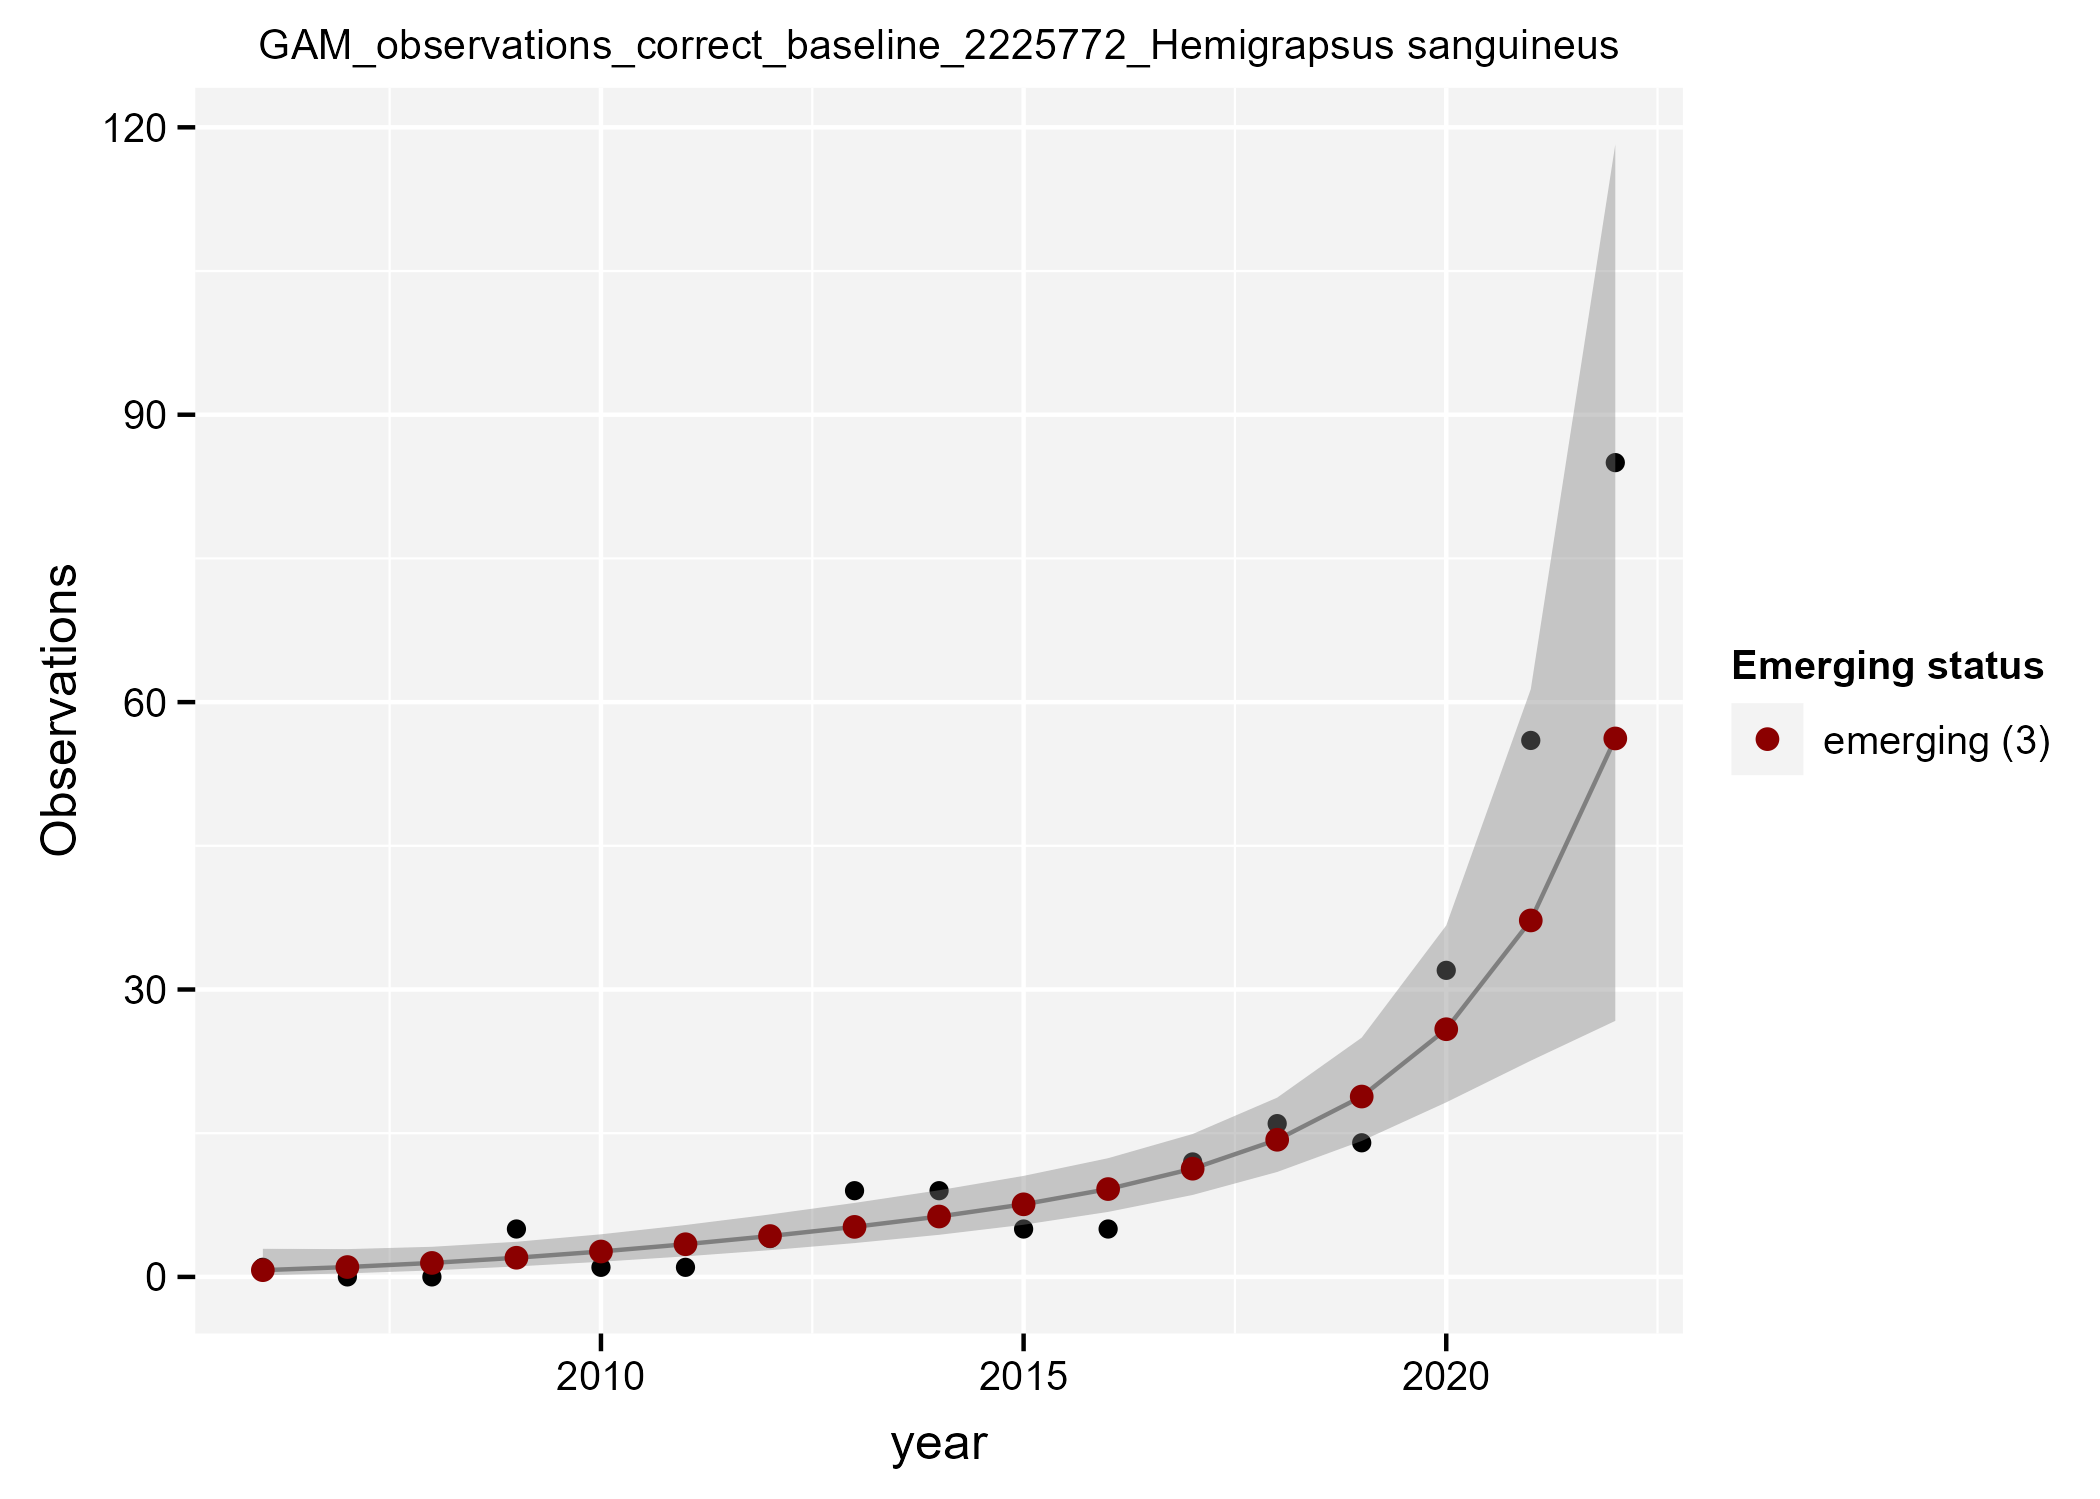 GAM_observations_correct_baseline_2225772_Hemigrapsus sanguineus
120
90
60
30
0
Observations
2010
2015
2020
year
Emerging status
emerging (3)